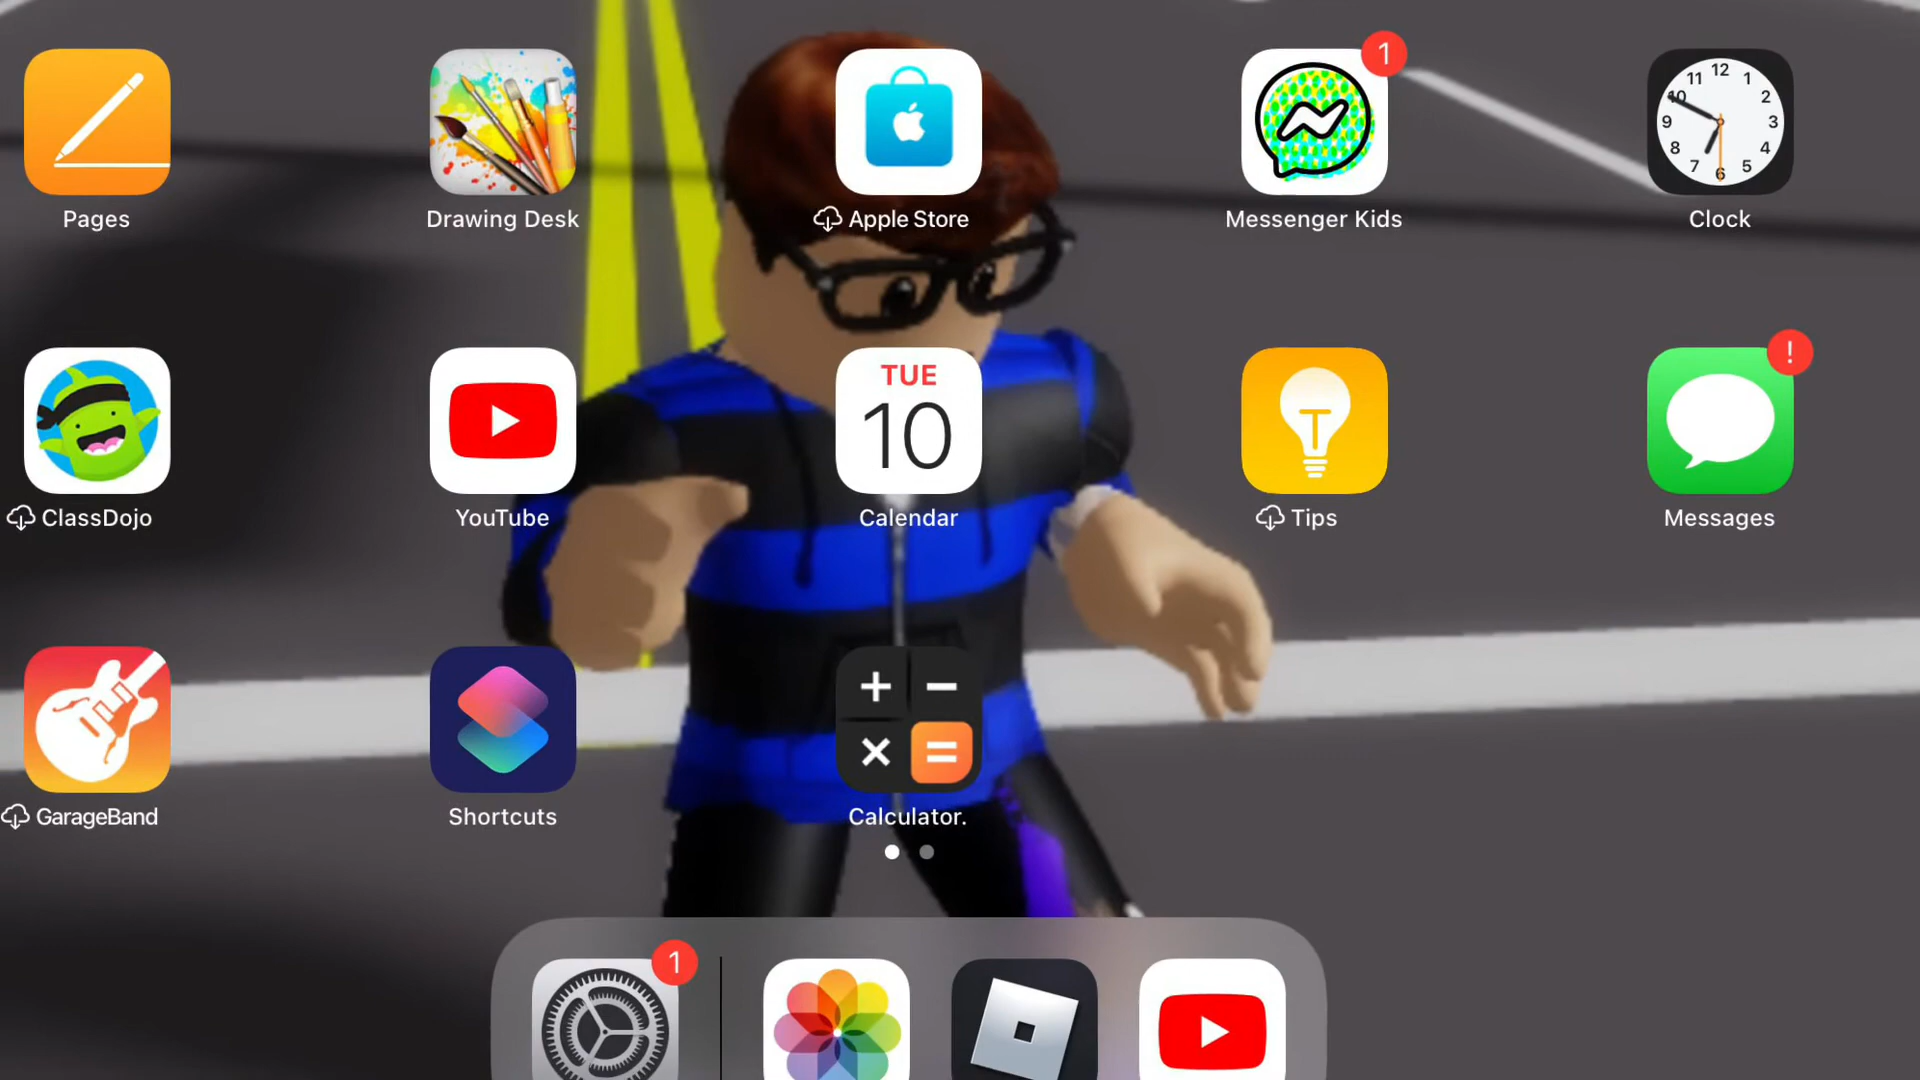 1
12
11
1
10
2
9
3
8
4
7
5
6
Pages
Drawing Desk
Apple Store
Messenger Kids
Clock
TUE
10
!
ClassDojo
YouTube
Calendar
Tips
Messages
+ −
× =
GarageBand
Shortcuts
Calculator.
1